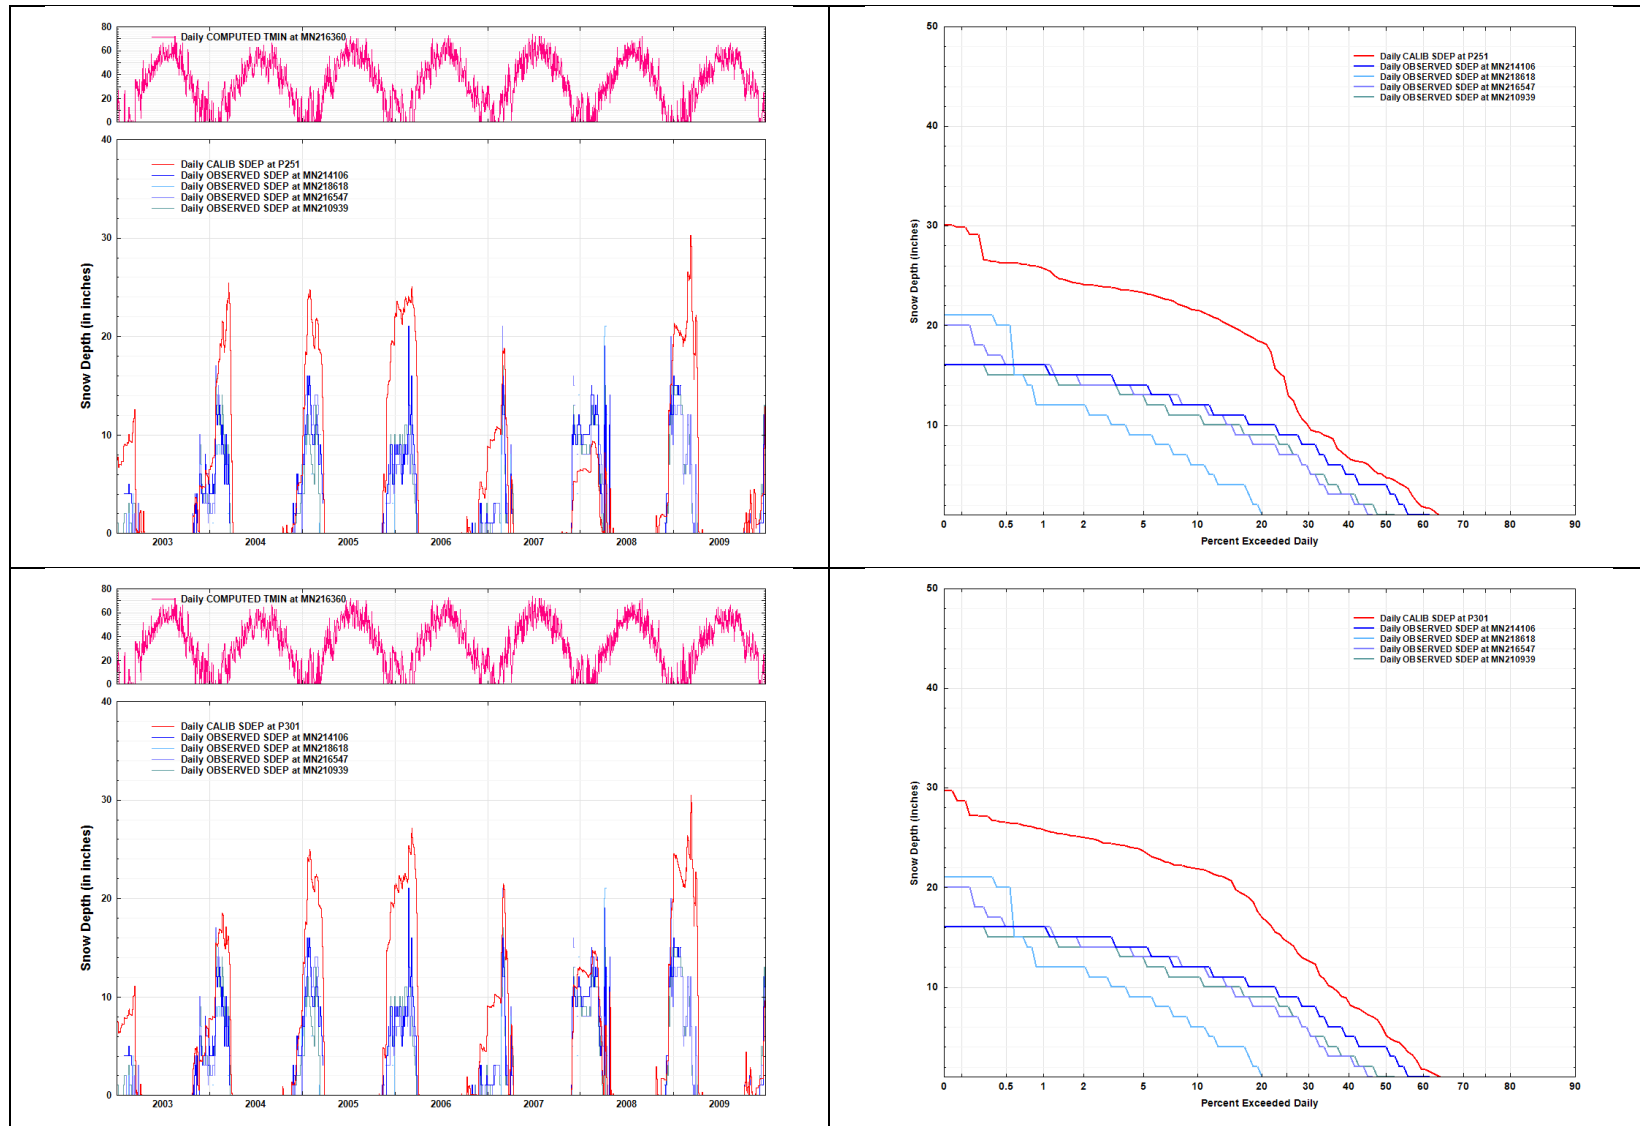 80
60
40
20
0
Daily COMPUTED TMIN at MN216360
40
30
20
10
0
Snow Depth (in inches)
Daily CALIB SDEP at P251
Daily OBSERVED SDEP at MN214106
Daily OBSERVED SDEP at MN218618
Daily OBSERVED SDEP at MN216547
Daily OBSERVED SDEP at MN210939
2003 2004 2005 2006 2007 2008 2009
50
40
30
20
10
Snow Depth (Inches)
Daily CALIB SDEP at P251
Daily OBSERVED SDEP at MN214106
Daily OBSERVED SDEP at MN218618
Daily OBSERVED SDEP at MN216547
Daily OBSERVED SDEP at MN210939
0 0.5 1 2 5 10 20 30 40 50 60 70 80 90
Percent Exceeded Daily
80
60
40
20
0
Daily COMPUTED TMIN at MN216360
40
30
20
10
0
Snow Depth (in inches)
Daily CALIB SDEP at P301
Daily OBSERVED SDEP at MN214106
Daily OBSERVED SDEP at MN218618
Daily OBSERVED SDEP at MN216547
Daily OBSERVED SDEP at MN210939
2003 2004 2005 2006 2007 2008 2009
50
40
30
20
10
Snow Depth (Inches)
Daily CALIB SDEP at P301
Daily OBSERVED SDEP at MN214106
Daily OBSERVED SDEP at MN218618
Daily OBSERVED SDEP at MN216547
Daily OBSERVED SDEP at MN210939
0 0.5 1 2 5 10 20 30 40 50 60 70 80 90
Percent Exceeded Daily